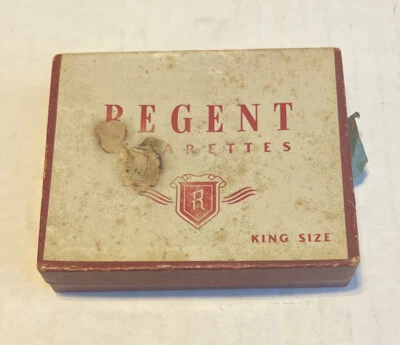 REGENT
ARETTES
R
KING SIZE